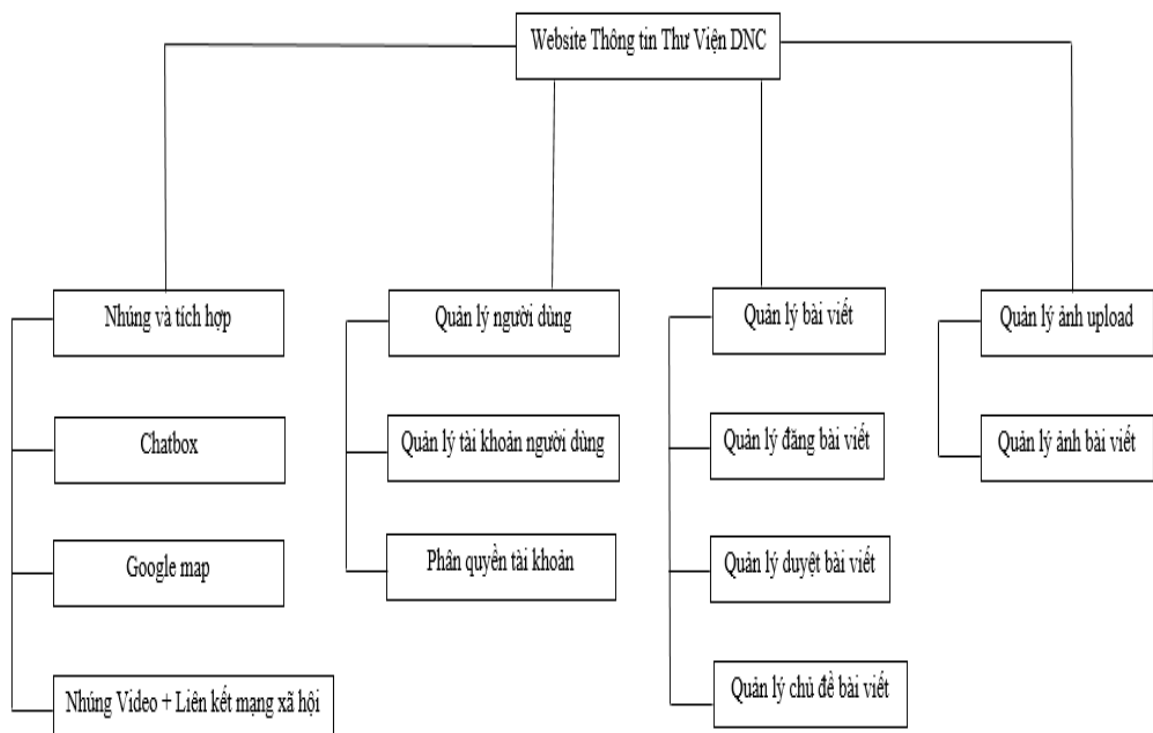 Website Thông tin Thư Viện DNC
Nhúng và tích hợp
Chatbox
Google map
Nhúng Video + Liên kết mạng xã hội
Quản lý người dùng
Quản lý tài khoản người dùng
Phân quyền tài khoản
Quản lý bài viết
Quản lý đăng bài viết
Quản lý duyệt bài viết
Quản lý chủ đề bài viết
Quản lý ảnh upload
Quản lý ảnh bài viết